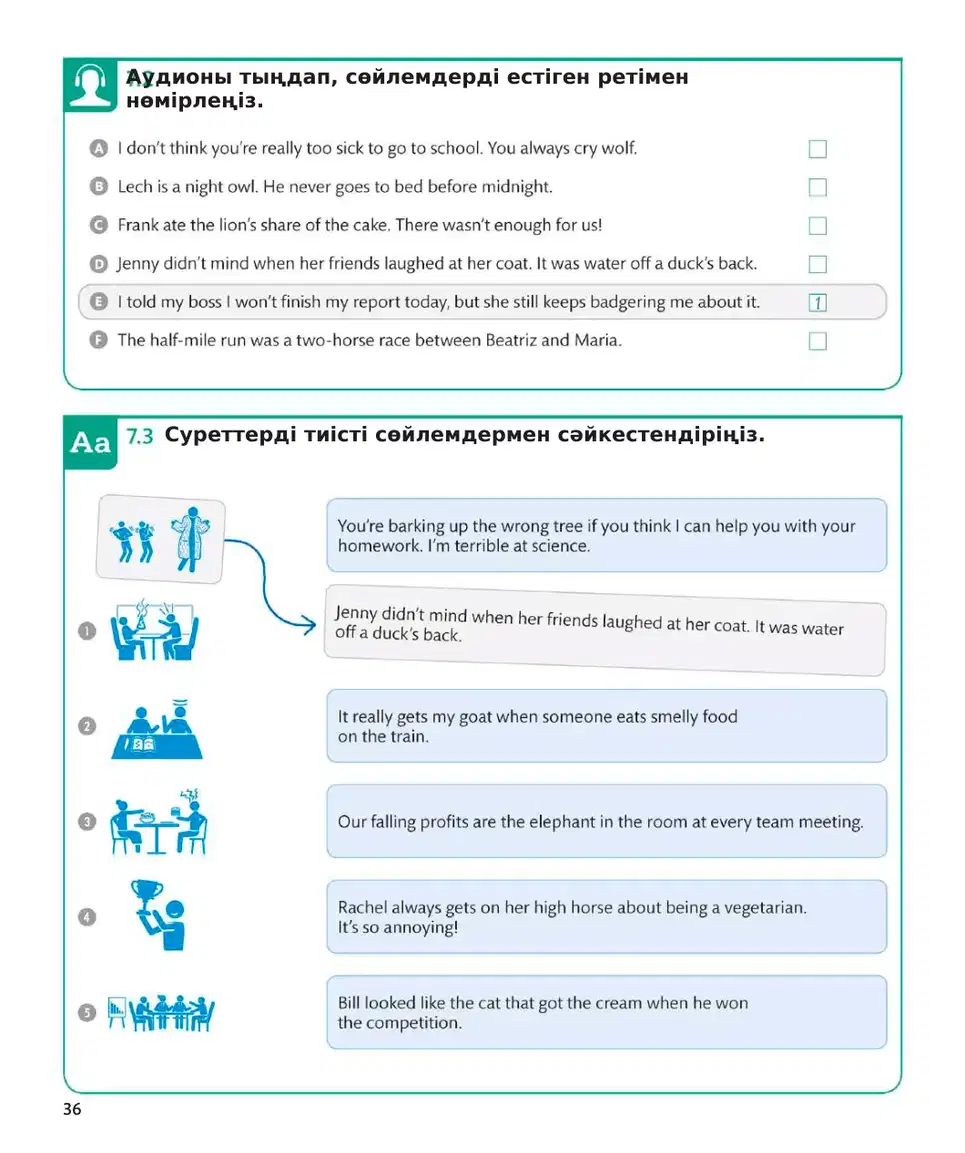 Аудионы тыңдап, сөйлемдерді естіген ретімен
нөмірлеңіз.
A I don't think you're really too sick to go to school. You always cry wolf.
B Lech is a night owl. He never goes to bed before midnight.
C Frank ate the lion's share of the cake. There wasn't enough for us!
D Jenny didn't mind when her friends laughed at her coat. It was water off a duck's back.
E I told my boss I won't finish my report today, but she still keeps badgering me about it. 1
F The half-mile run was a two-horse race between Beatriz and Maria.
Aa 7.3 Суреттерді тиісті сөйлемдермен сәйкестендіріңіз.
You're barking up the wrong tree if you think I can help you with your
homework. I'm terrible at science.
1
Jenny didn't mind when her friends laughed at her coat. It was water
off a duck's back.
2
It really gets my goat when someone eats smelly food
on the train.
3
Our falling profits are the elephant in the room at every team meeting.
4
Rachel always gets on her high horse about being a vegetarian.
It's so annoying!
5
Bill looked like the cat that got the cream when he won
the competition.
36